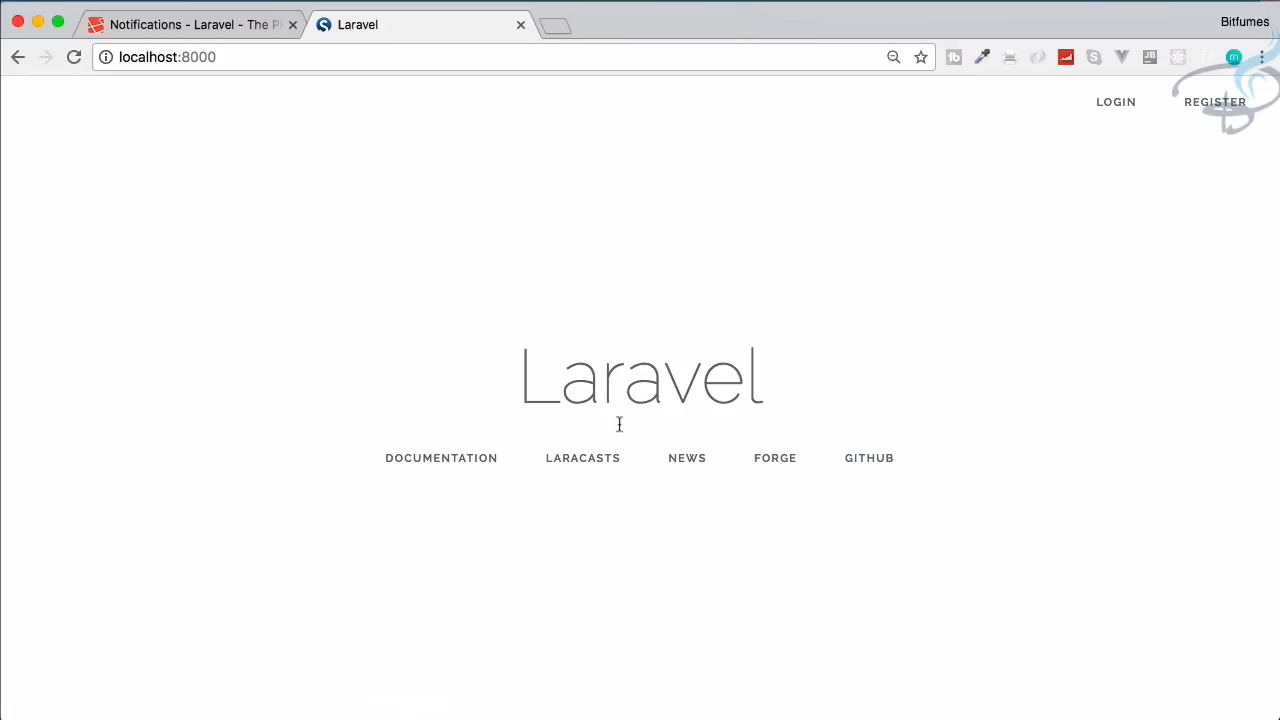 Notifications - Laravel - The P
Laravel
Bitfumes
localhost:8000
LOGIN
REGISTER
Laravel
DOCUMENTATION
LARACASTS
NEWS
FORGE
GITHUB